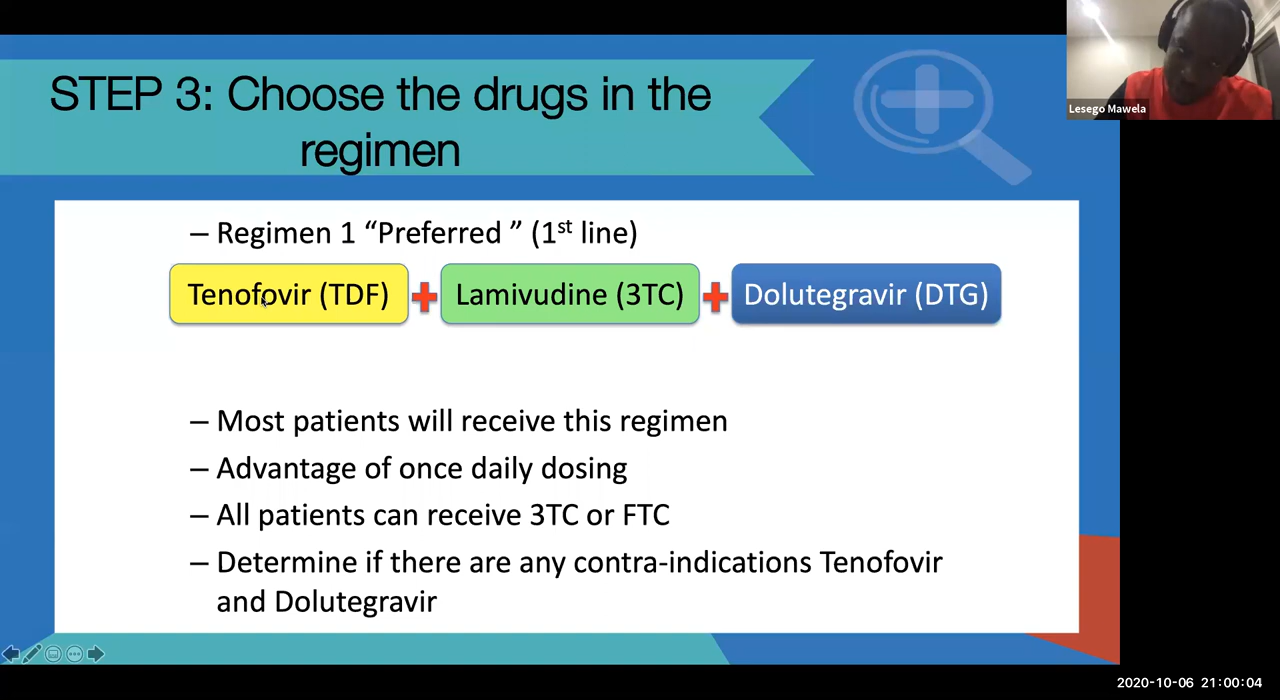 STEP 3: Choose the drugs in the
regimen
Lesego Mawela
– Regimen 1 “Preferred ” (1st line)
Tenofovir (TDF) + Lamivudine (3TC) + Dolutegravir (DTG)
– Most patients will receive this regimen
– Advantage of once daily dosing
– All patients can receive 3TC or FTC
– Determine if there are any contra-indications Tenofovir
and Dolutegravir
2020-10-06 21:00:04